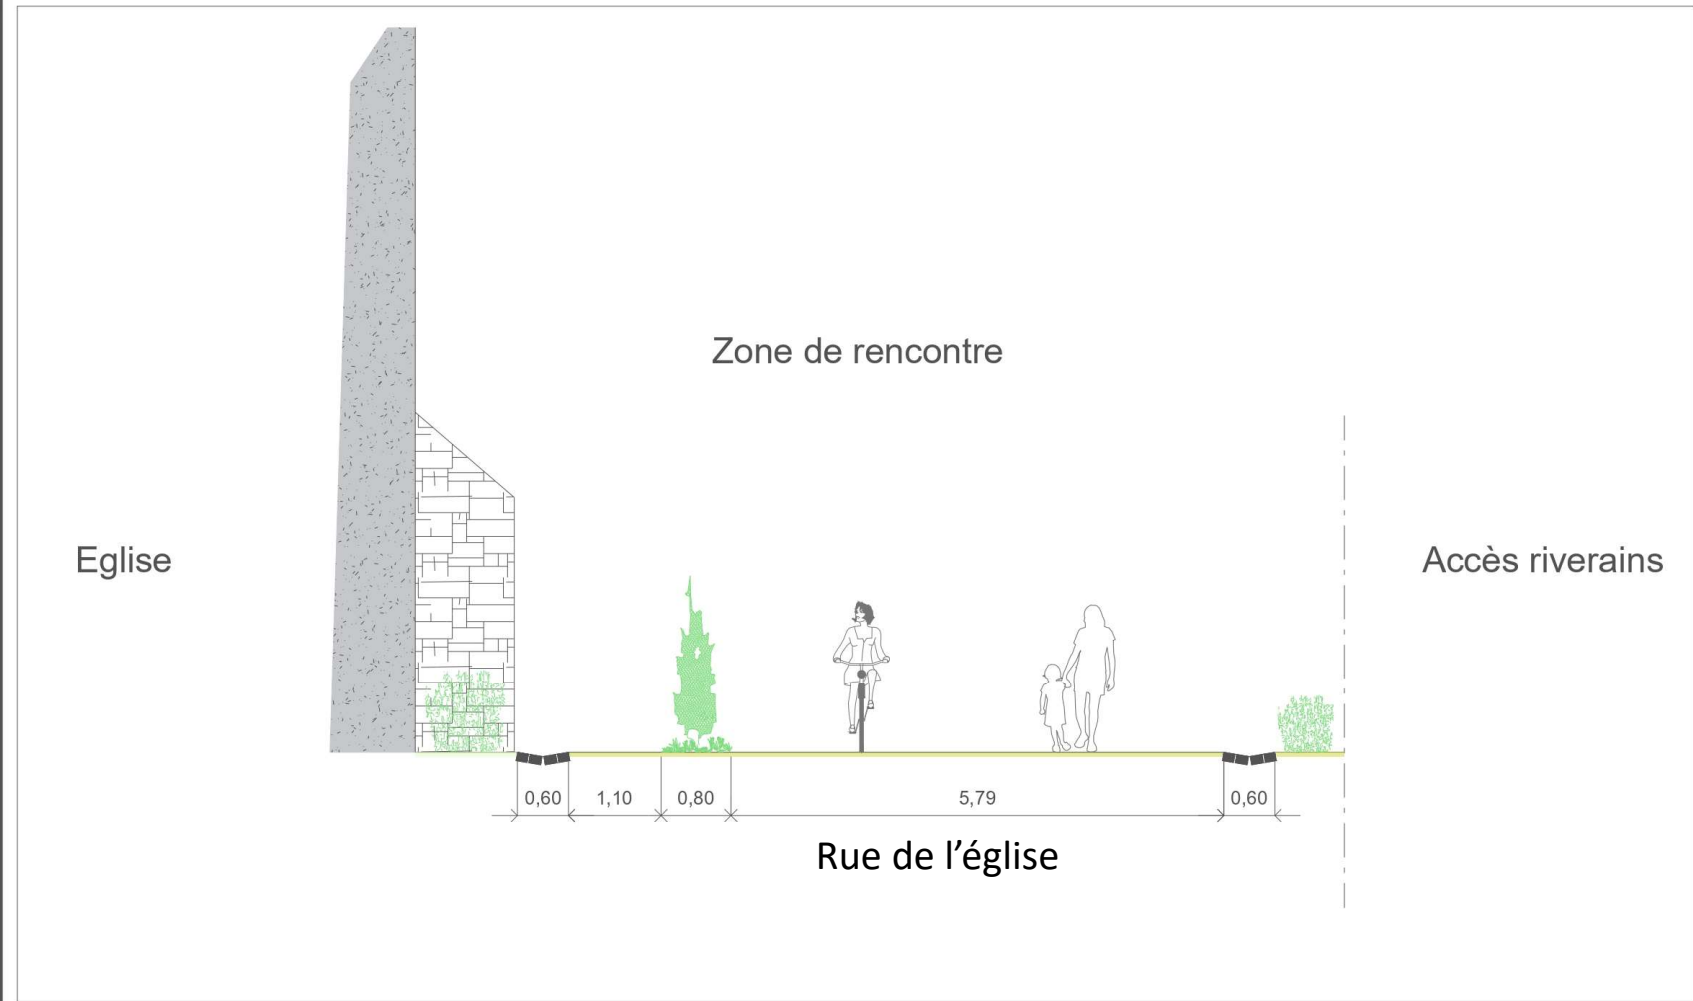 Zone de rencontre
Eglise
Accès riverains
0,60
1,10
0,80
5,79
0,60
Rue de l'église